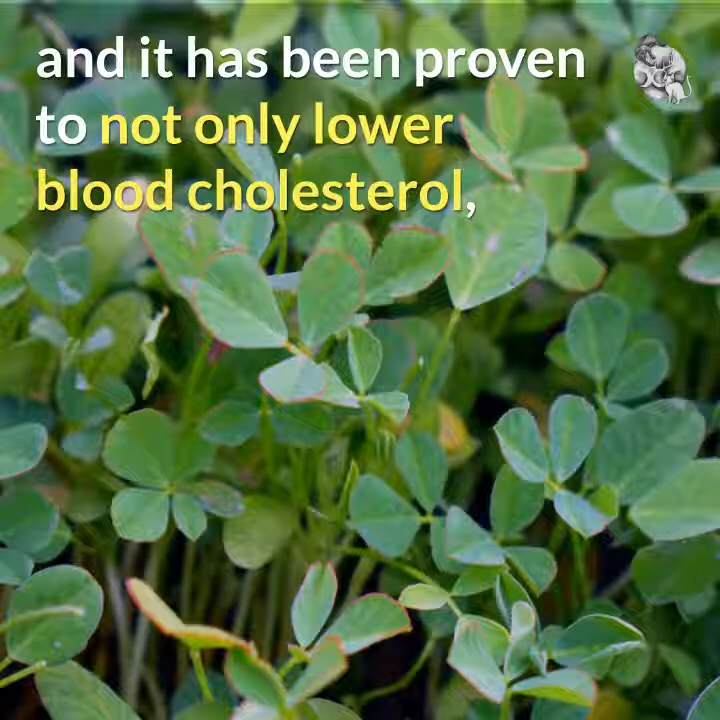 and it has been proven
to not only lower
blood cholesterol,